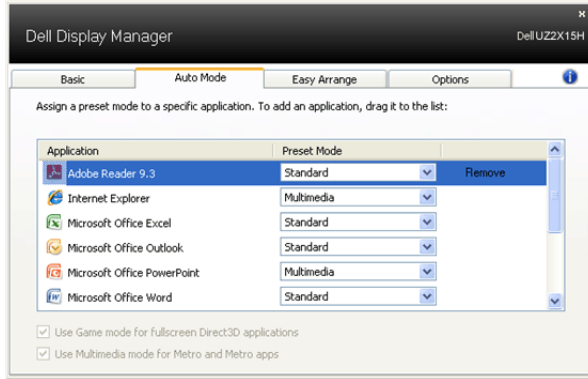 x
Dell Display Manager
Dell UZ2X15H
Basic Auto Mode Easy Arrange Options i
Assign a preset mode to a specific application. To add an application, drag it to the list:
Application Preset Mode
Adobe Reader 9.3 Standard Remove
Internet Explorer Multimedia
Microsoft Office Excel Standard
Microsoft Office Outlook Standard
Microsoft Office PowerPoint Multimedia
Microsoft Office Word Standard
Use Game mode for fullscreen Direct3D applications
Use Multimedia mode for Metro and Metro apps